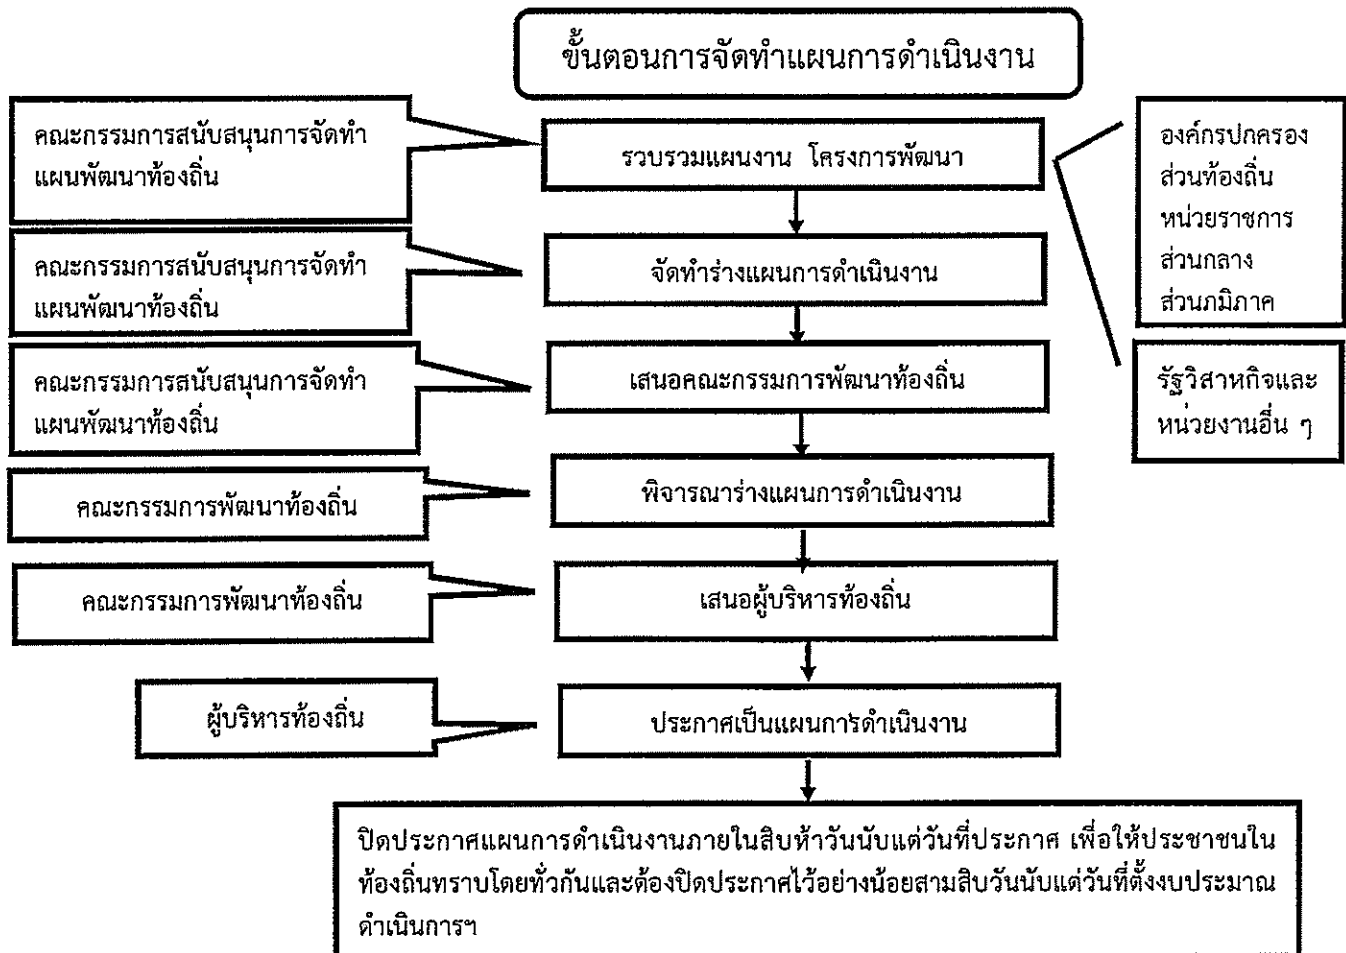 ขั้นตอนการจัดทำแผนการดำเนินงาน
คณะกรรมการสนับสนุนการจัดทำ
แผนพัฒนาท้องถิ่น
รวบรวมแผนงาน โครงการพัฒนา
องค์กรปกครอง
ส่วนท้องถิ่น
หน่วยราชการ
ส่วนกลาง
ส่วนภูมิภาค
คณะกรรมการสนับสนุนการจัดทำ
แผนพัฒนาท้องถิ่น
จัดทำร่างแผนการดำเนินงาน
คณะกรรมการสนับสนุนการจัดทำ
แผนพัฒนาท้องถิ่น
เสนอคณะกรรมการพัฒนาท้องถิ่น
รัฐวิสาหกิจและ
หน่วยงานอื่น ๆ
คณะกรรมการพัฒนาท้องถิ่น
พิจารณาร่างแผนการดำเนินงาน
คณะกรรมการพัฒนาท้องถิ่น
เสนอผู้บริหารท้องถิ่น
ผู้บริหารท้องถิ่น
ประกาศเป็นแผนการดำเนินงาน
ปิดประกาศแผนการดำเนินงานภายในสิบห้าวันนับแต่วันที่ประกาศ เพื่อให้ประชาชนใน
ท้องถิ่นทราบโดยทั่วกันและต้องปิดประกาศไว้อย่างน้อยสามสิบวันนับแต่วันที่ตั้งงบประมาณ
ดำเนินการฯ